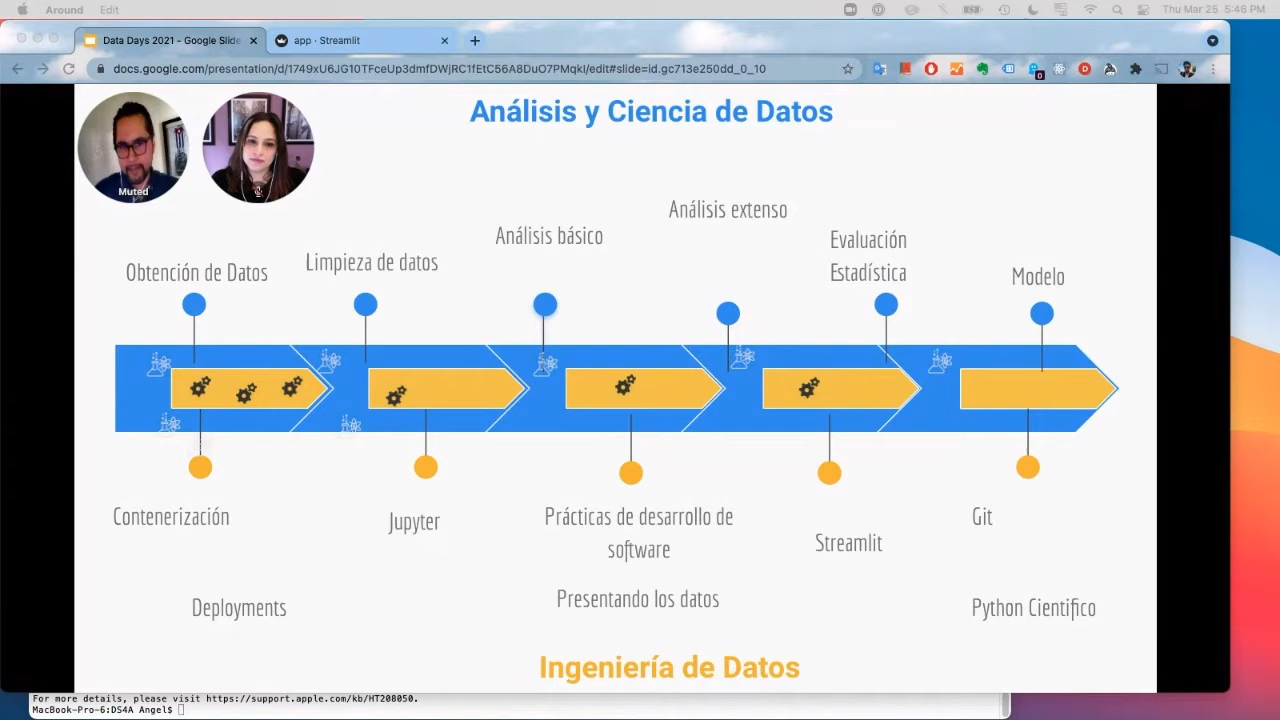 Around Edit
Thu Mar 25 5:46 PM
Data Days 2021 - Google Slide
app · Streamlit
docs.google.com/presentation/d/1749xU6JG10TFceUp3dmfDWjRC1fEtC56A8DuO7PMqkI/edit#slide=id.gc713e250dd_0_10
Análisis y Ciencia de Datos
Muted
Análisis extenso
Análisis básico
Evaluación
Estadística
Limpieza de datos
Obtención de Datos
Modelo
Contenerización
Jupyter
Prácticas de desarrollo de
software
Streamlit
Git
Presentando los datos
Deployments
Python Cientifico
Ingeniería de Datos
For more details, please visit https://support.apple.com/kb/HT208050.
MacBook-Pro-6:DS4A Angel$